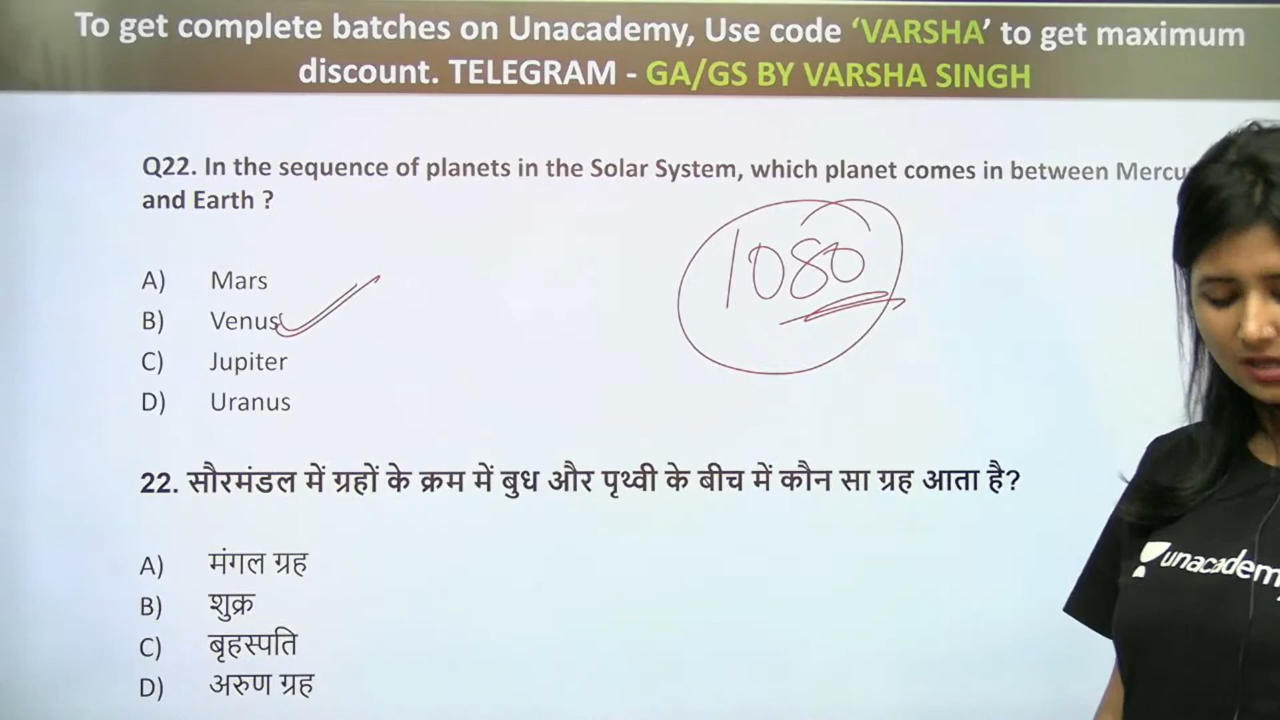 To get complete batches on Unacademy, Use code ‘VARSHA’ to get maximum
discount. TELEGRAM - GA/GS BY VARSHA SINGH
Q22. In the sequence of planets in the Solar System, which planet comes in between Mercu
and Earth ?
1080
A) Mars
B) Venus
C) Jupiter
D) Uranus
22. सौरमंडल में ग्रहों के क्रम में बुध और पृथ्वी के बीच में कौन सा ग्रह आता है?
A) मंगल ग्रह
B) शुक्र
C) बृहस्पति
D) अरुण ग्रह
unacademy